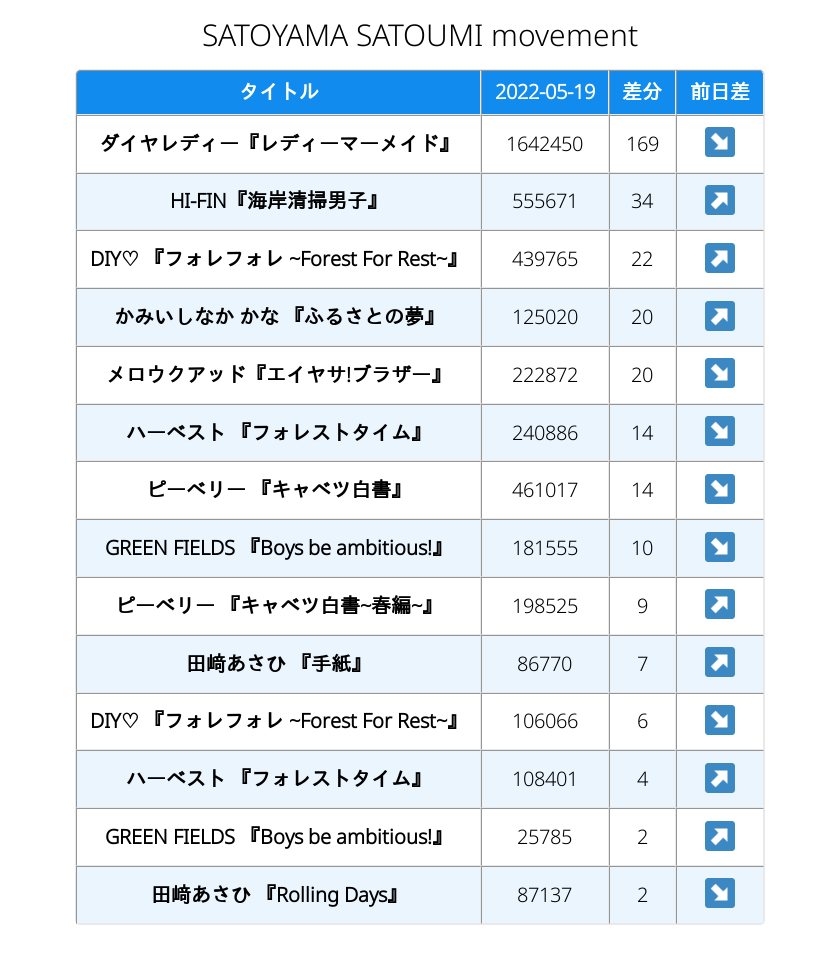 SATOYAMA SATOUMI movement
タイトル 2022-05-19 差分 前日差
ダイヤレディー『レディーマーメイド』 1642450 169 ↘
HI-FIN『海岸清掃男子』 555671 34 ↗
DIY♡ 『フォレフォレ ~Forest For Rest~』 439765 22 ↗
かみいしなか かな 『ふるさとの夢』 125020 20 ↗
メロウクアッド『エイヤサ!ブラザー』 222872 20 ↘
ハーベスト 『フォレストタイム』 240886 14 ↘
ピーベリー 『キャベツ白書』 461017 14 ↘
GREEN FIELDS 『Boys be ambitious!』 181555 10 ↘
ピーベリー 『キャベツ白書~春編~』 198525 9 ↗
田﨑あさひ 『手紙』 86770 7 ↗
DIY♡ 『フォレフォレ ~Forest For Rest~』 106066 6 ↘
ハーベスト 『フォレストタイム』 108401 4 ↗
GREEN FIELDS 『Boys be ambitious!』 25785 2 ↗
田﨑あさひ 『Rolling Days』 87137 2 ↘